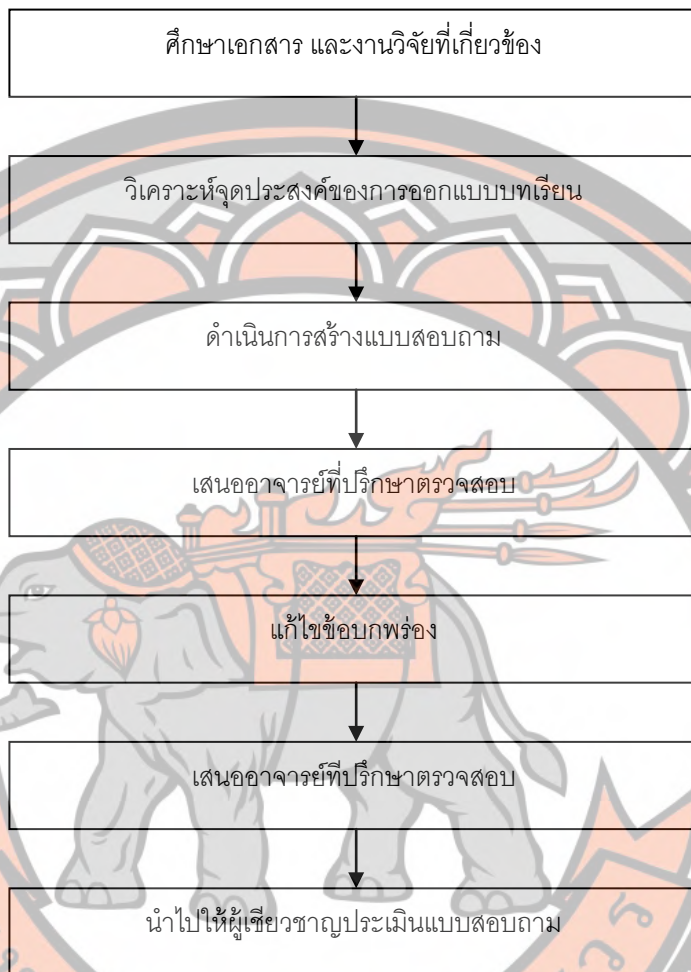 ศึกษาเอกสาร และงานวิจัยที่เกี่ยวข้อง
วิเคราะห์จุดประสงค์ของการออกแบบบทเรียน
ดำเนินการสร้างแบบสอบถาม
เสนออาจารย์ที่ปรึกษาตรวจสอบ
แก้ไขข้อบกพร่อง
เสนออาจารย์ที่ปรึกษาตรวจสอบ
นำไปให้ผู้เชี่ยวชาญประเมินแบบสอบถาม